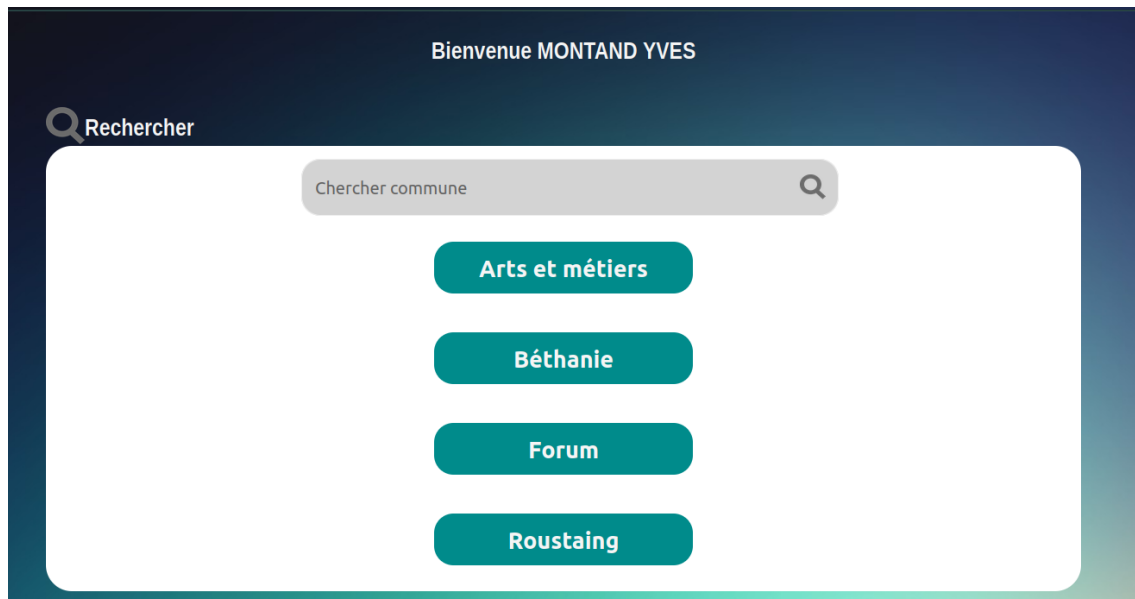 Bienvenue MONTAND YVES
Rechercher
Chercher commune
Arts et métiers
Béthanie
Forum
Roustaing